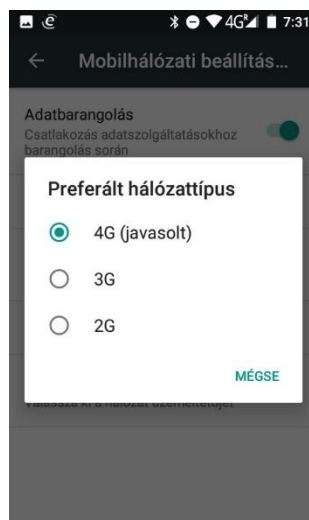 4G R 7:31
Mobilhálózati beállítás...
Adatbarangolás
Csatlakozás adatszolgáltatásokhoz
barangolás során
Preferált hálózattípus
4G (javasolt)
3G
2G
MÉGSE
Válassza ki a hálózat üzemeltetőjét